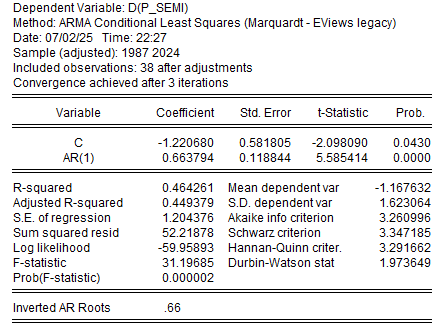 Dependent Variable: D(P_SEMI)
Method: ARMA Conditional Least Squares (Marquardt - EViews legacy)
Date: 07/02/25   Time: 22:27
Sample (adjusted): 1987 2024
Included observations: 38 after adjustments
Convergence achieved after 3 iterations
Variable Coefficient Std. Error t-Statistic Prob.
C -1.220680 0.581805 -2.098090 0.0430
AR(1) 0.663794 0.118844 5.585414 0.0000
R-squared 0.464261 Mean dependent var -1.167632
Adjusted R-squared 0.449379 S.D. dependent var 1.623064
S.E. of regression 1.204376 Akaike info criterion 3.260996
Sum squared resid 52.21878 Schwarz criterion 3.347185
Log likelihood -59.95893 Hannan-Quinn criter. 3.291662
F-statistic 31.19685 Durbin-Watson stat 1.973649
Prob(F-statistic) 0.000002
Inverted AR Roots .66